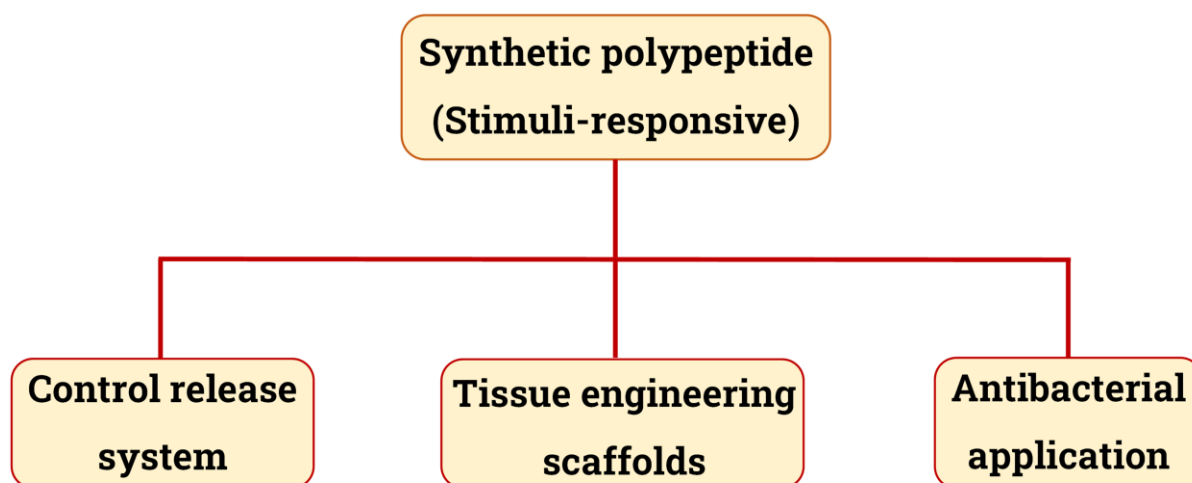 Synthetic polypeptide
(Stimuli-responsive)
Control release
system
Tissue engineering
scaffolds
Antibacterial
application